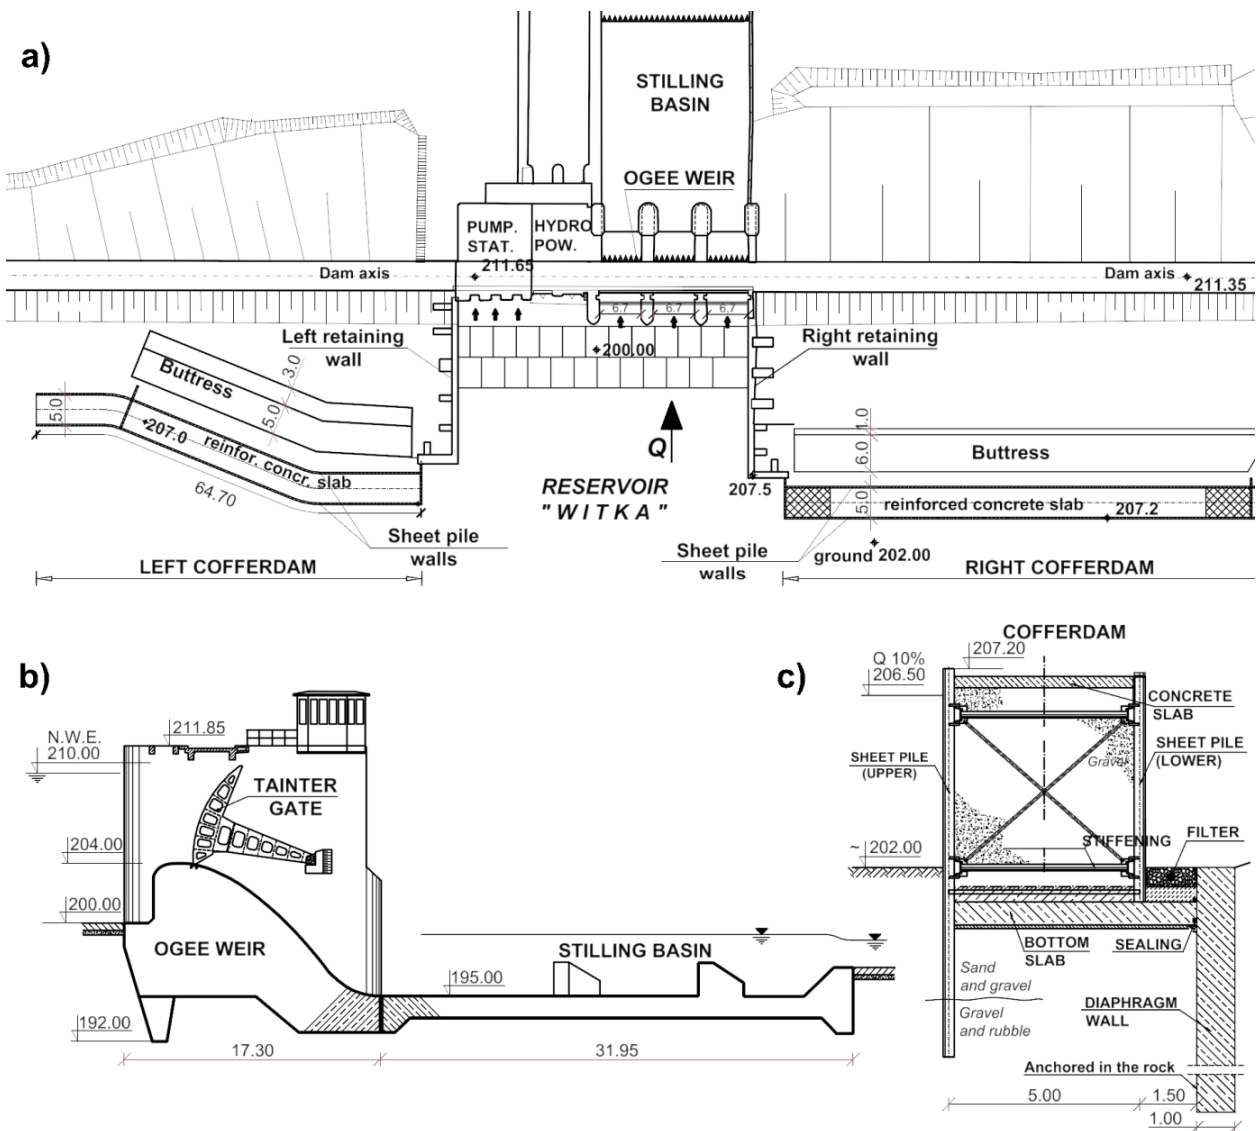 a)
STILLING
BASIN
OGEE WEIR
PUMP.
STAT.
HYDRO
POW.
Dam axis
211.65
Dam axis
211.35
6.7
6.7
6.7
Left retaining
wall
200.00
Right retaining
wall
Buttress
3.0
5.0
5.0
207.0
reinfor. concr. slab
64.70
Q
RESERVOIR
"WITKA"
207.5
1.0
6.0
5.0
Buttress
reinforced concrete slab
207.2
Sheet pile
walls
Sheet pile
walls
ground 202.00
LEFT COFFERDAM
RIGHT COFFERDAM
b)
N.W.E.
210.00
211.85
TAINTER
GATE
204.00
200.00
OGEE WEIR
STILLING BASIN
195.00
192.00
17.30
31.95
c)
COFFERDAM
Q 10%
206.50
207.20
CONCRETE
SLAB
SHEET PILE
(UPPER)
Gravel
SHEET PILE
(LOWER)
~ 202.00
STIFFENING
FILTER
BOTTOM
SLAB
SEALING
Sand
and gravel
Gravel
and rubble
DIAPHRAGM
WALL
Anchored in the rock
5.00
1.50
1.00